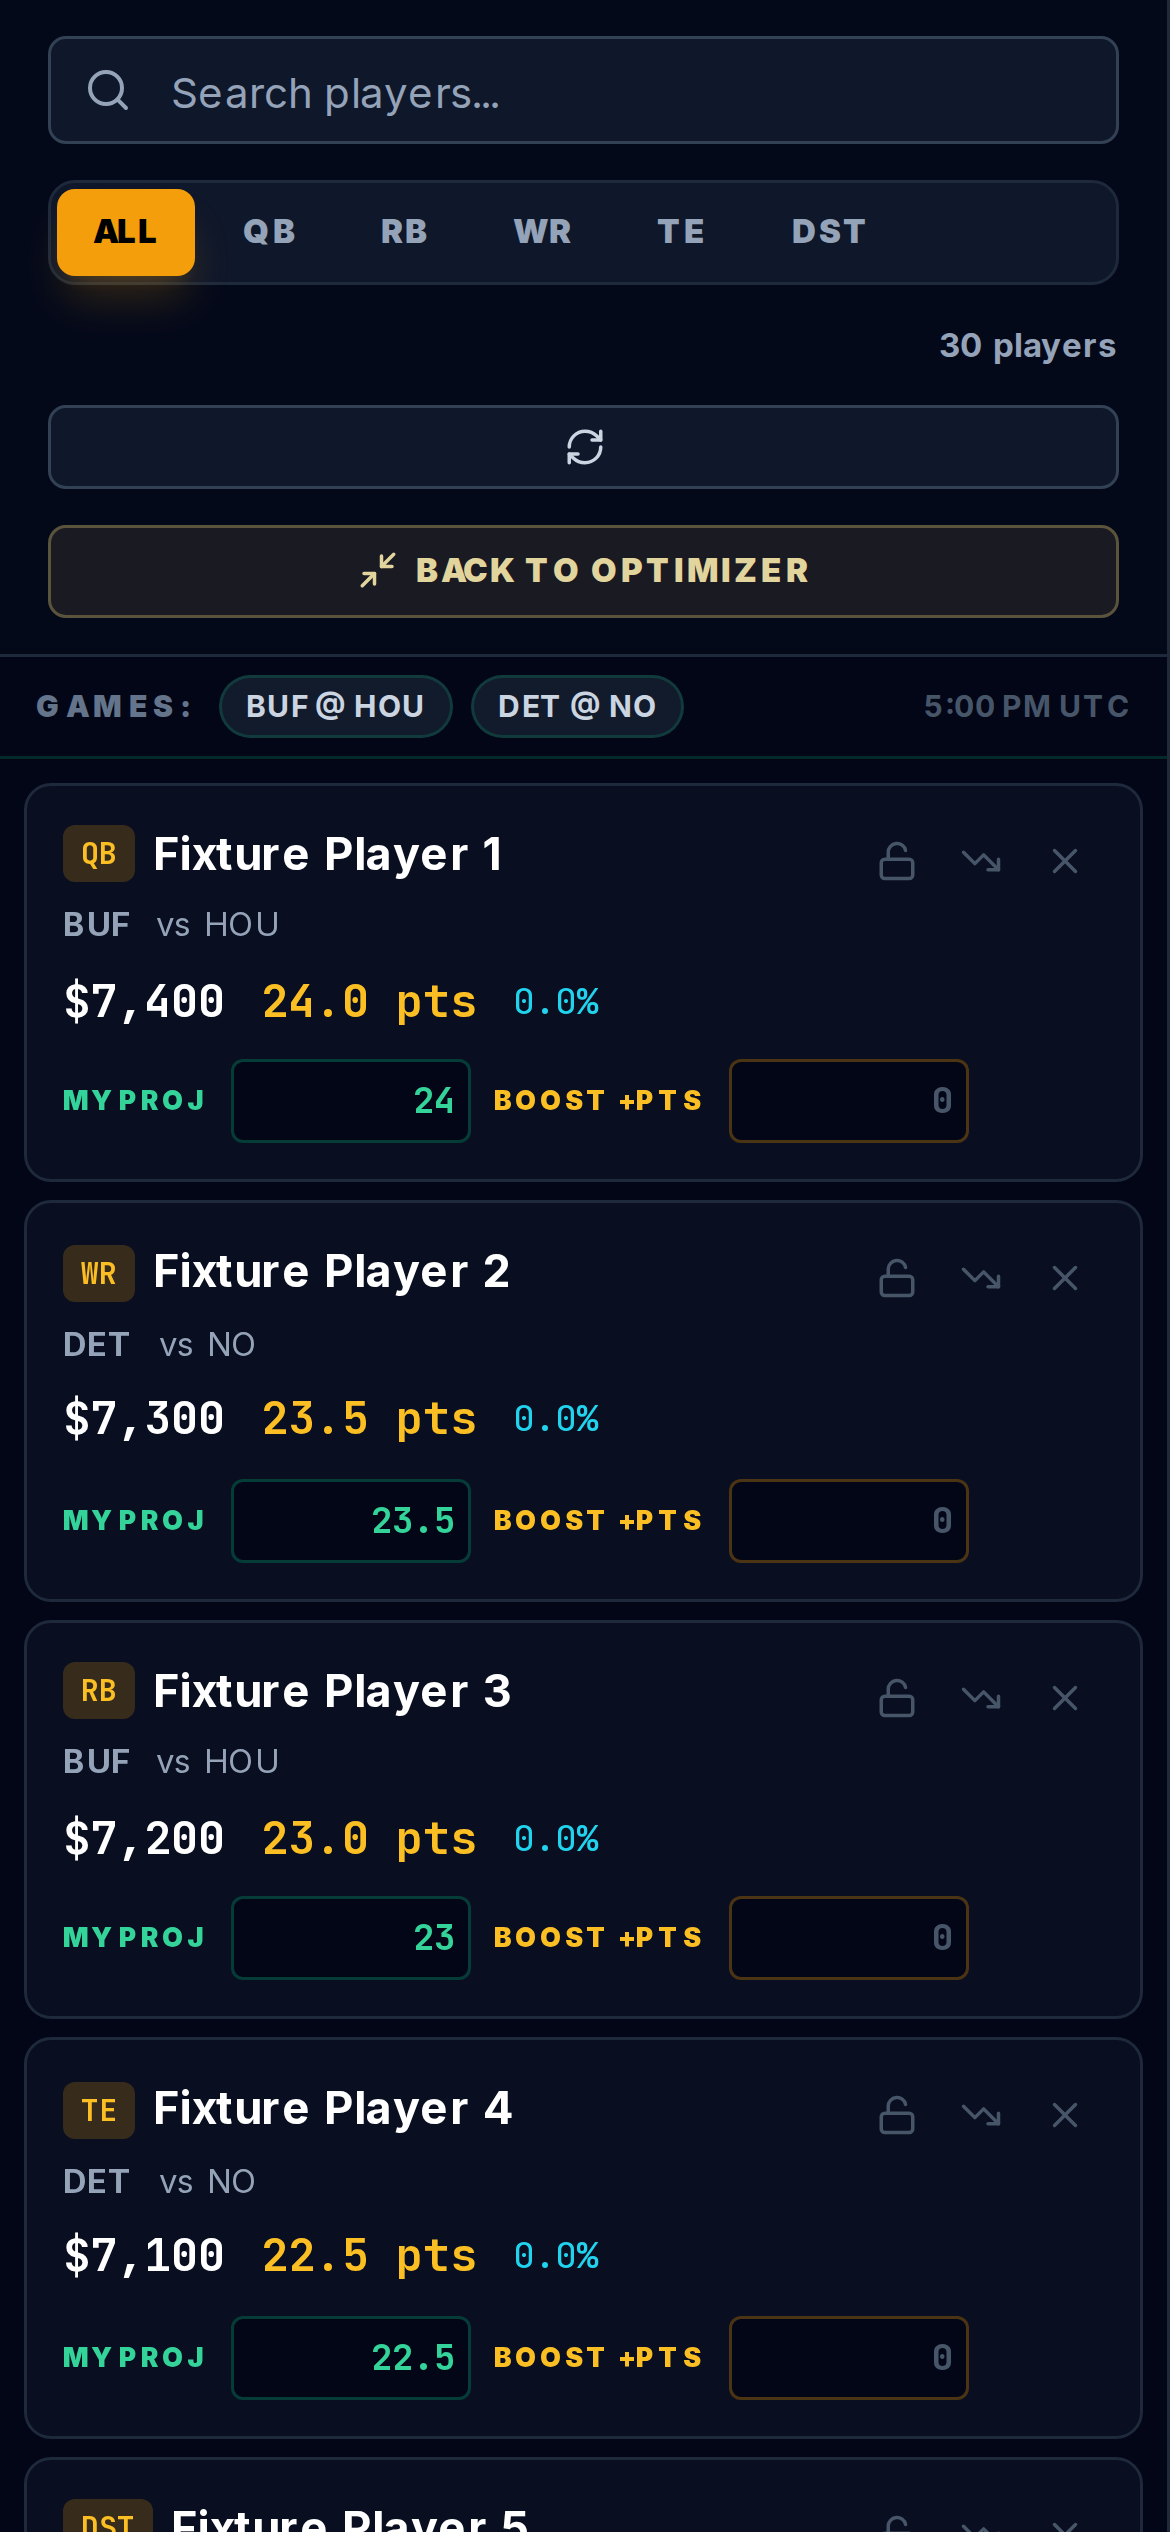 Search players...
ALL QB RB WR TE DST
30 players
BACK TO OPTIMIZER
GAMES: BUF @ HOU DET @ NO 5:00 PM UTC
QB Fixture Player 1
BUF vs HOU
$7,400 24.0 pts 0.0%
MY PROJ 24 BOOST +PTS 0
WR Fixture Player 2
DET vs NO
$7,300 23.5 pts 0.0%
MY PROJ 23.5 BOOST +PTS 0
RB Fixture Player 3
BUF vs HOU
$7,200 23.0 pts 0.0%
MY PROJ 23 BOOST +PTS 0
TE Fixture Player 4
DET vs NO
$7,100 22.5 pts 0.0%
MY PROJ 22.5 BOOST +PTS 0
DST Fixture Player 5